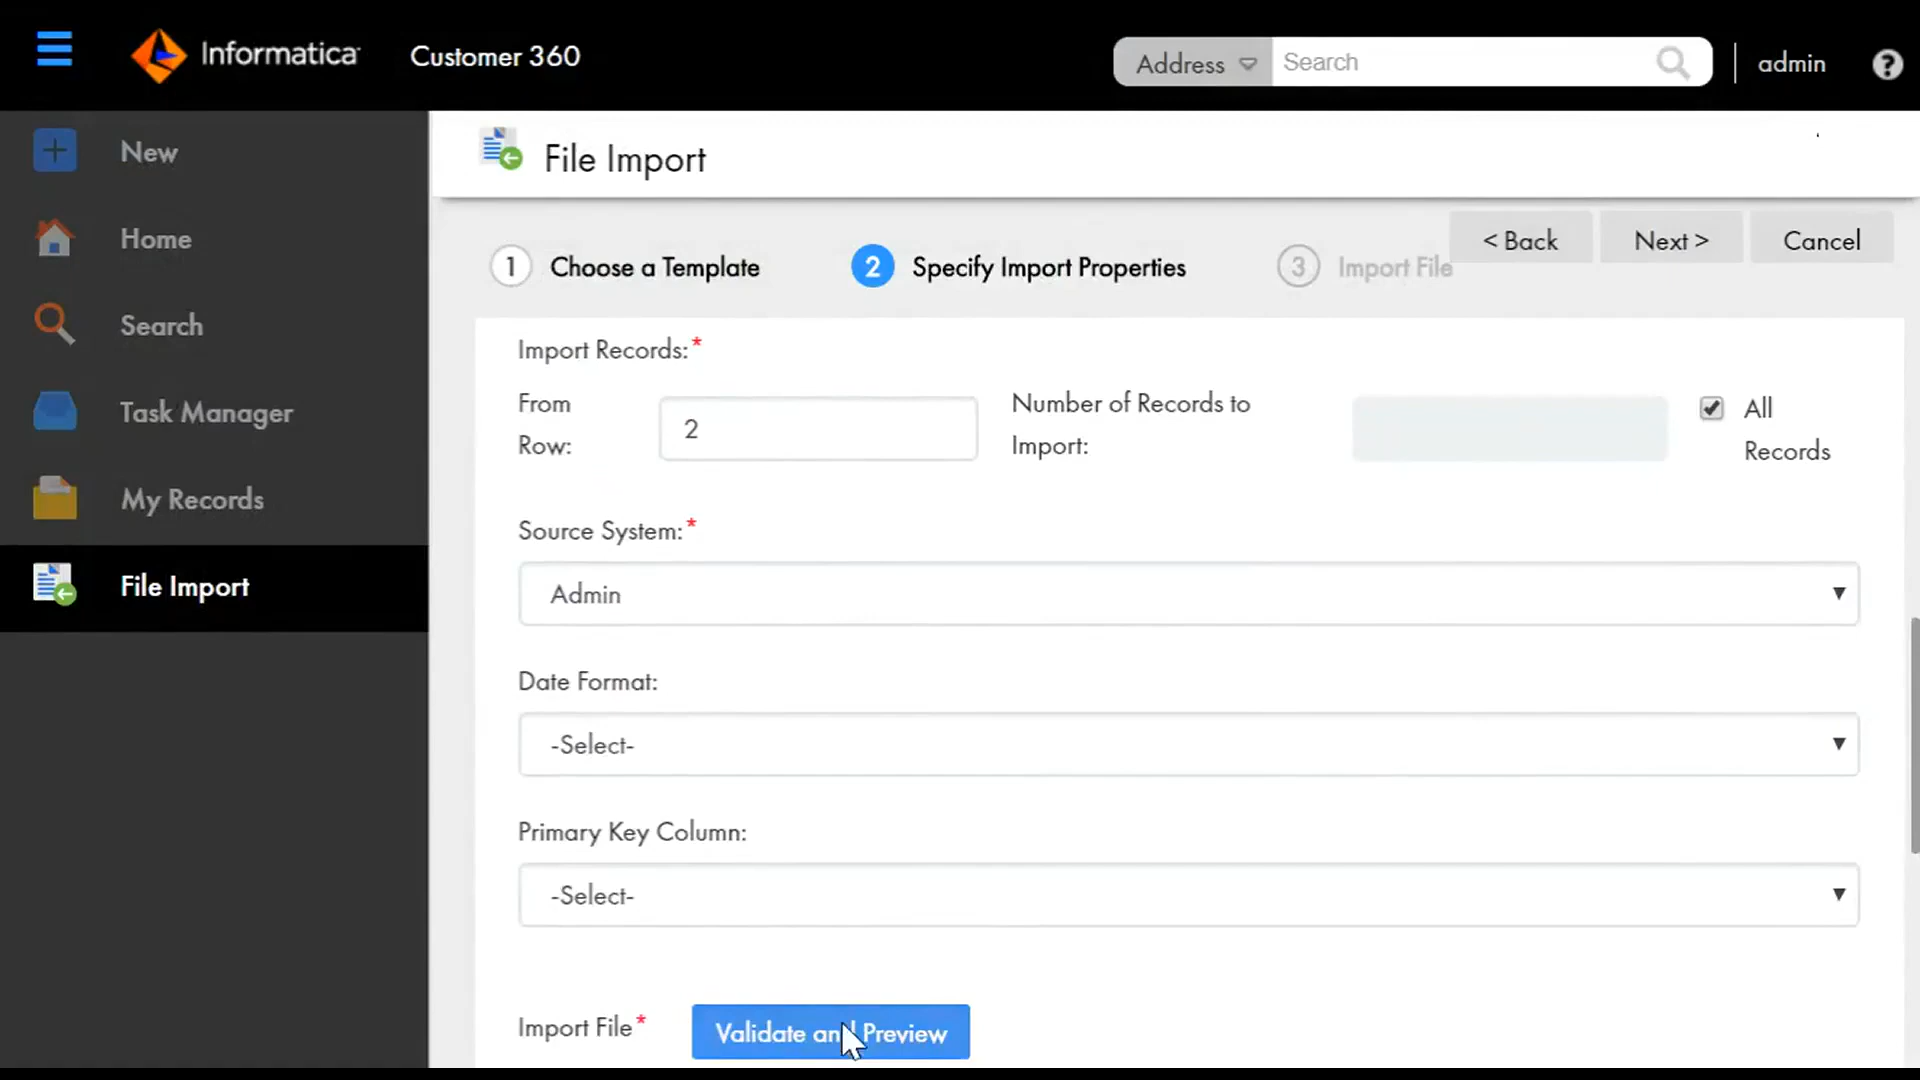 Informatica
Customer 360
Address
Search
admin
?
New
Home
Search
Task Manager
My Records
File Import
File Import
< Back
Next >
Cancel
1 Choose a Template
2 Specify Import Properties
3 Import File
Import Records:*
From
Row:
2
Number of Records to
Import:
All
Records
Source System:*
Admin
Date Format:
-Select-
Primary Key Column:
-Select-
Import File*
Validate and Preview